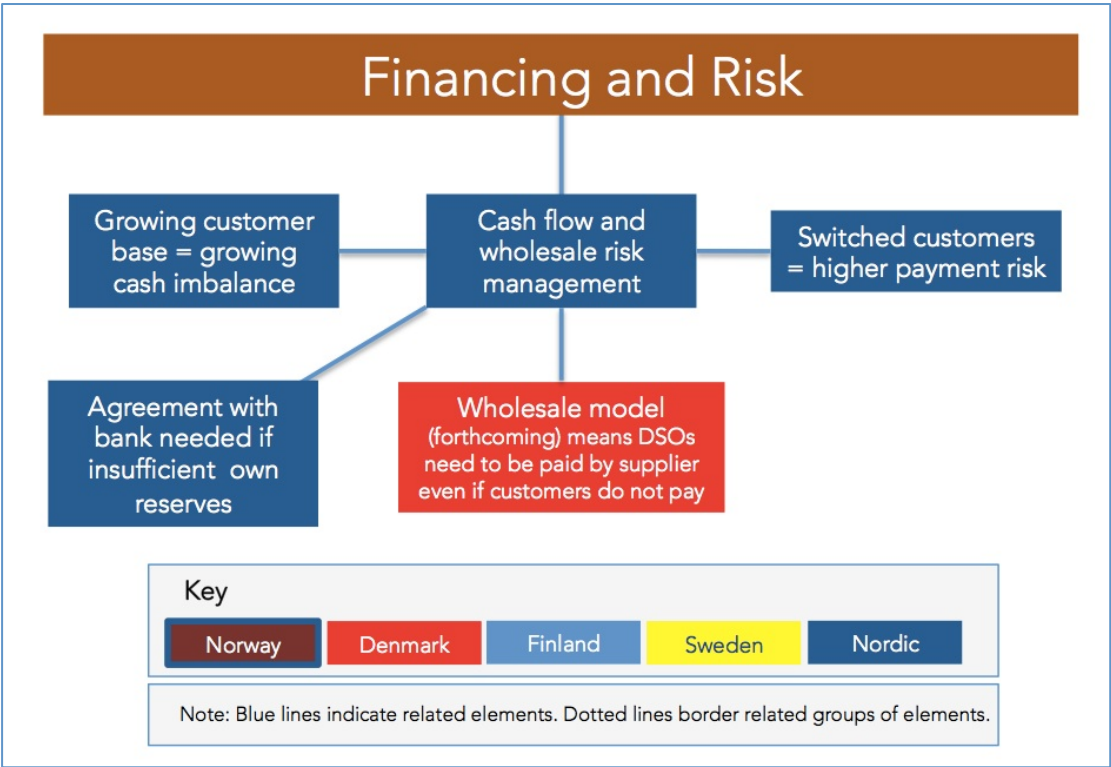 Financing and Risk
Growing customer
base = growing
cash imbalance
Cash flow and
wholesale risk
management
Switched customers
= higher payment risk
Agreement with
bank needed if
insufficient own
reserves
Wholesale model
(forthcoming) means DSOs
need to be paid by supplier
even if customers do not pay
Key
Norway
Denmark
Finland
Sweden
Nordic
Note: Blue lines indicate related elements. Dotted lines border related groups of elements.